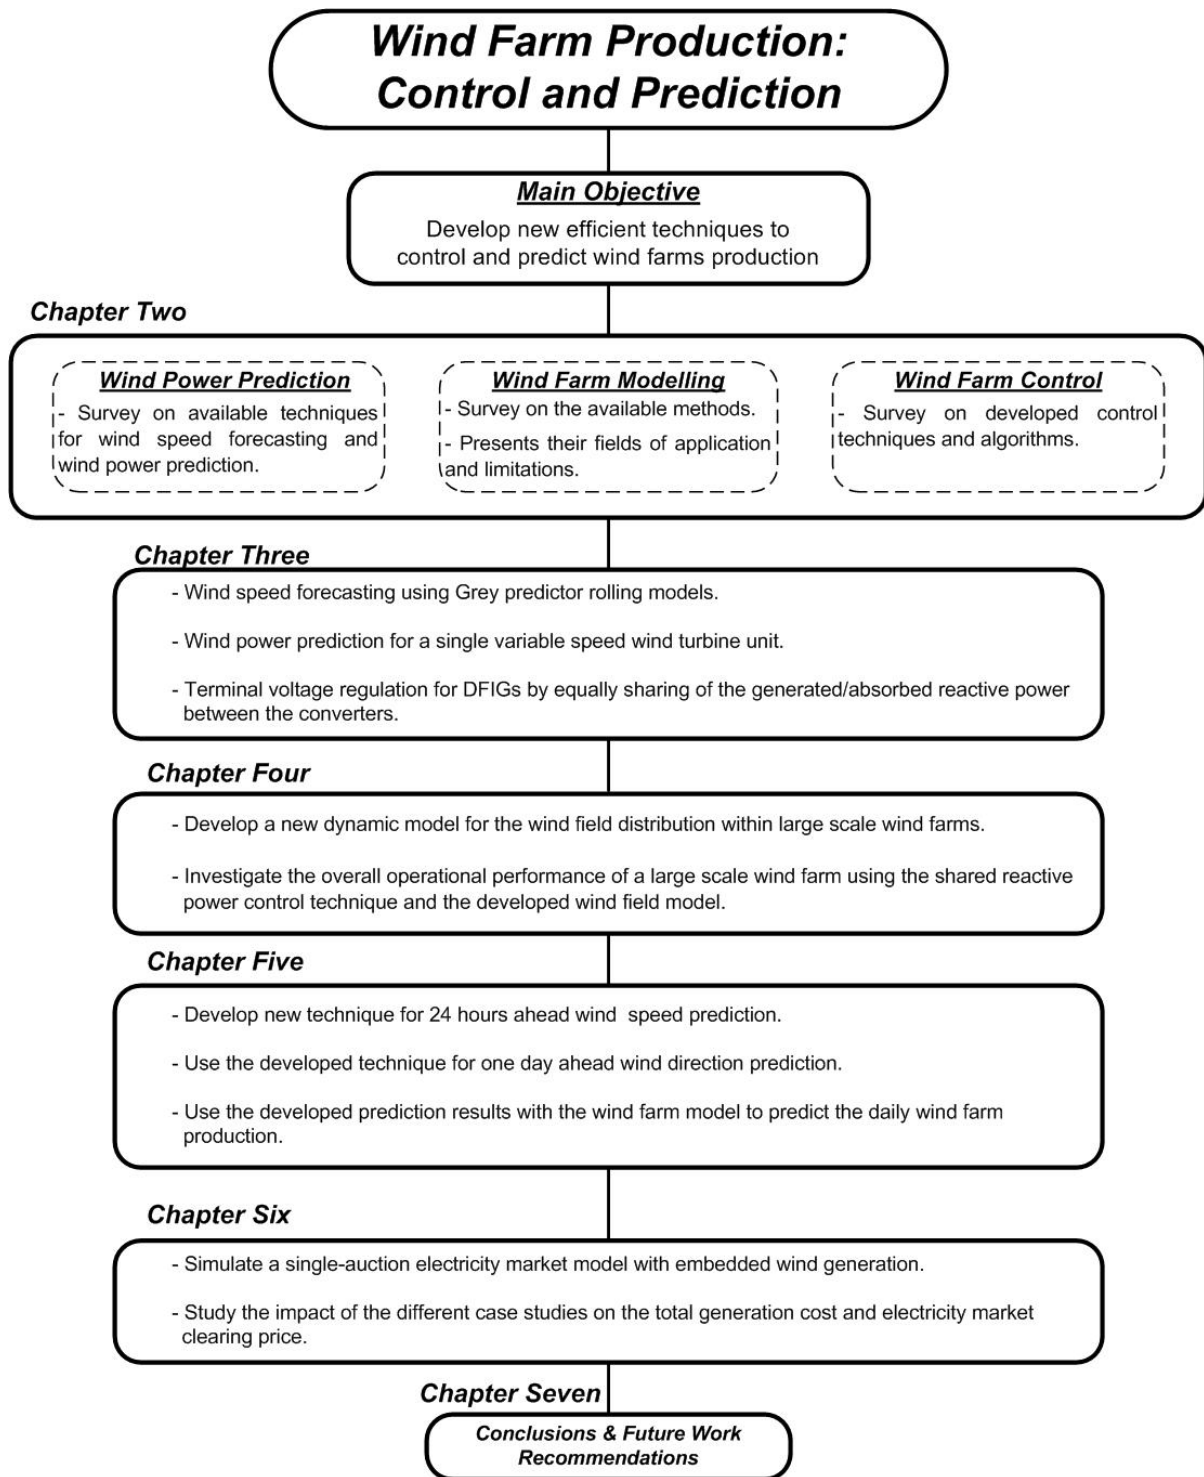 Wind Farm Production:
Control and Prediction
Main Objective
Develop new efficient techniques to
control and predict wind farms production
Chapter Two
Wind Power Prediction
- Survey on available techniques
for wind speed forecasting and
wind power prediction.
Wind Farm Modelling
- Survey on the available methods.
- Presents their fields of application
and limitations.
Wind Farm Control
- Survey on developed control
techniques and algorithms.
Chapter Three
- Wind speed forecasting using Grey predictor rolling models.
- Wind power prediction for a single variable speed wind turbine unit.
- Terminal voltage regulation for DFIGs by equally sharing of the generated/absorbed reactive power
between the converters.
Chapter Four
- Develop a new dynamic model for the wind field distribution within large scale wind farms.
- Investigate the overall operational performance of a large scale wind farm using the shared reactive
power control technique and the developed wind field model.
Chapter Five
- Develop new technique for 24 hours ahead wind  speed prediction.
- Use the developed technique for one day ahead wind direction prediction.
- Use the developed prediction results with the wind farm model to predict the daily wind farm
production.
Chapter Six
- Simulate a single-auction electricity market model with embedded wind generation.
- Study the impact of the different case studies on the total generation cost and electricity market
clearing price.
Chapter Seven
Conclusions & Future Work
Recommendations